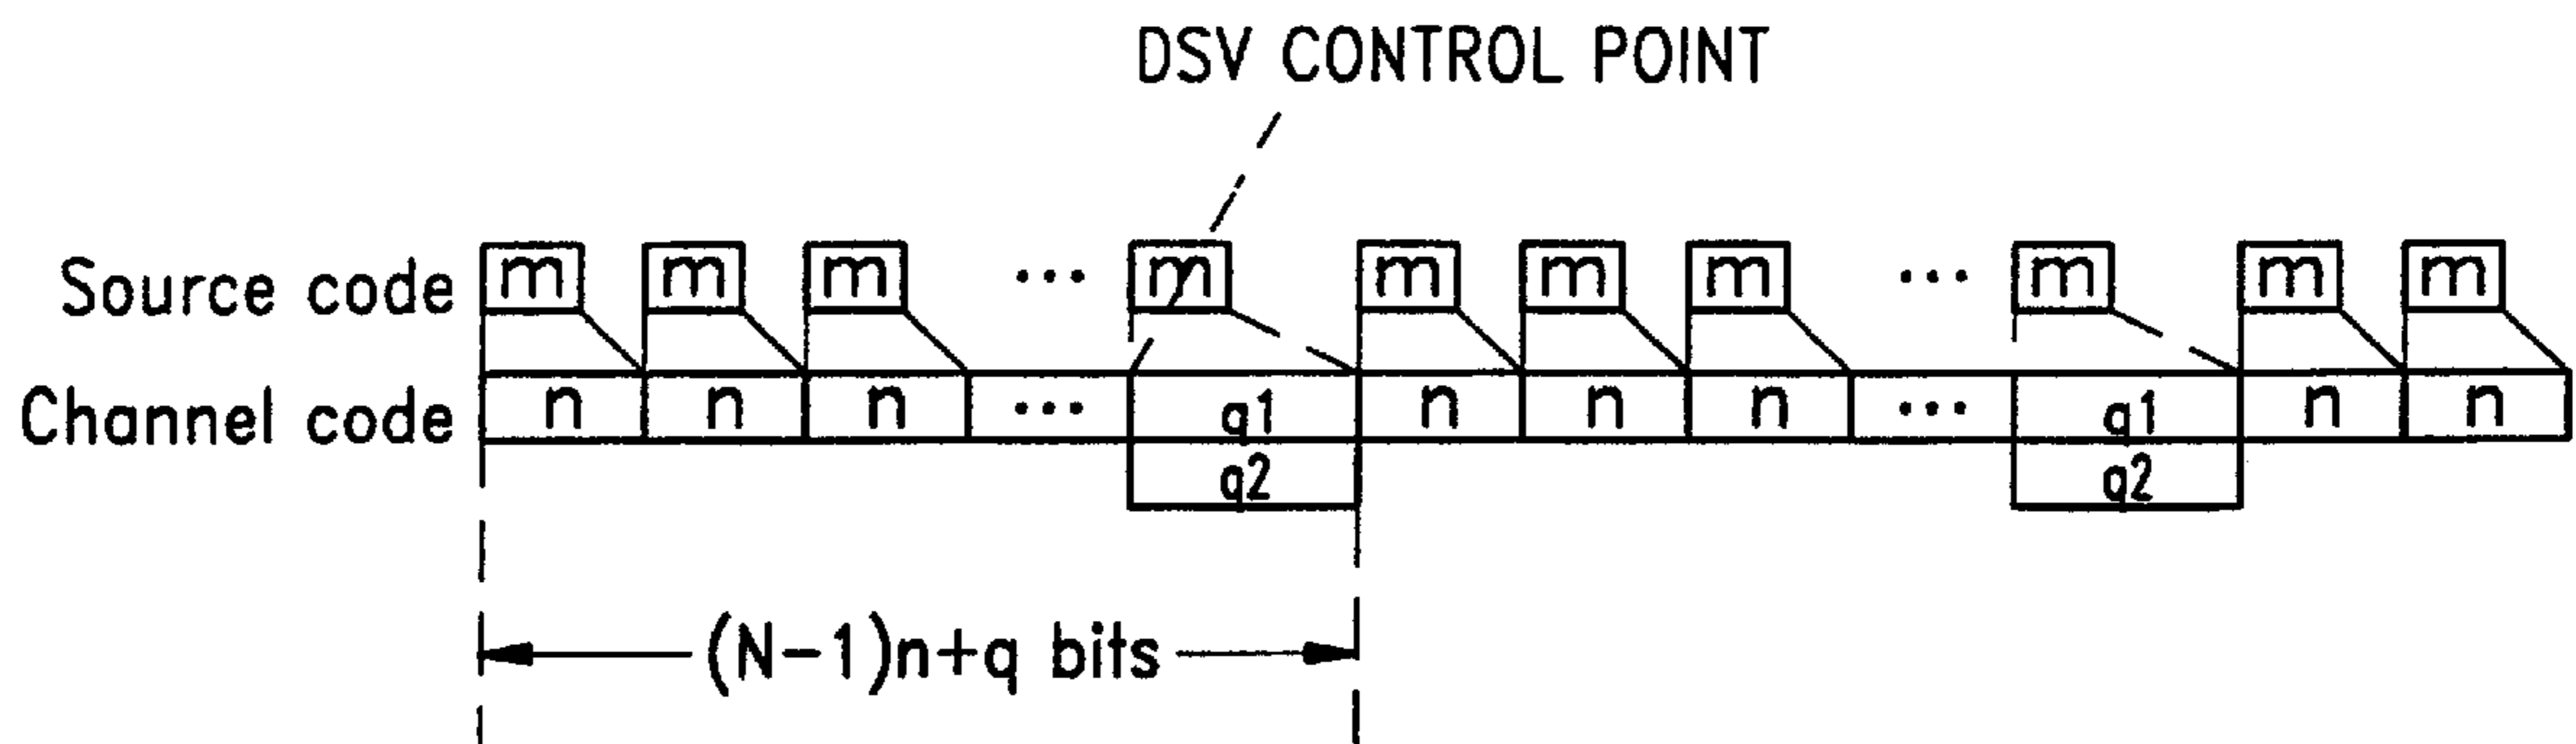 DSV CONTROL POINT
Source code m m m ... m m m m ... m m m
Channel code n n n ... q1 n n n ... q1 n n
q2 q2
(N-1)n+q bits